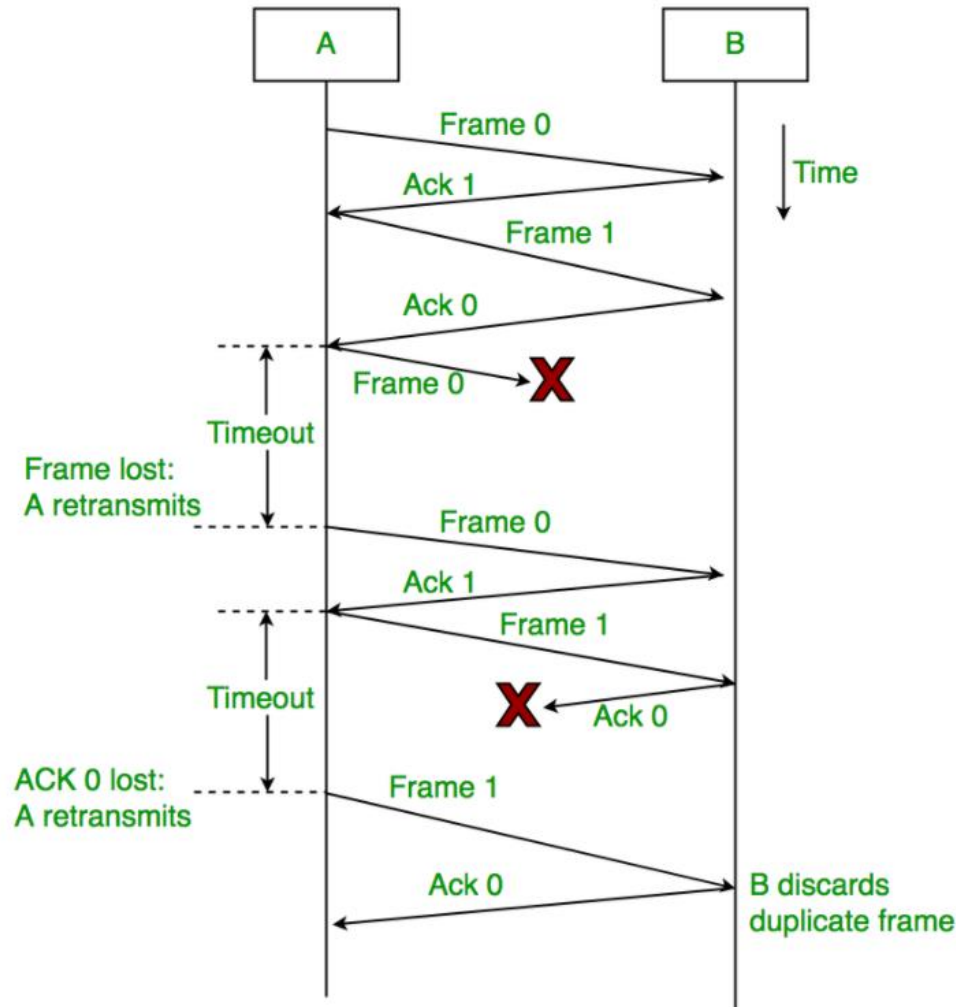 A
B
Frame 0
Time
Ack 1
Frame 1
Ack 0
Frame 0
X
Timeout
Frame lost:
A retransmits
Frame 0
Ack 1
Frame 1
Timeout
X
Ack 0
ACK 0 lost:
A retransmits
Frame 1
Ack 0
B discards
duplicate frame